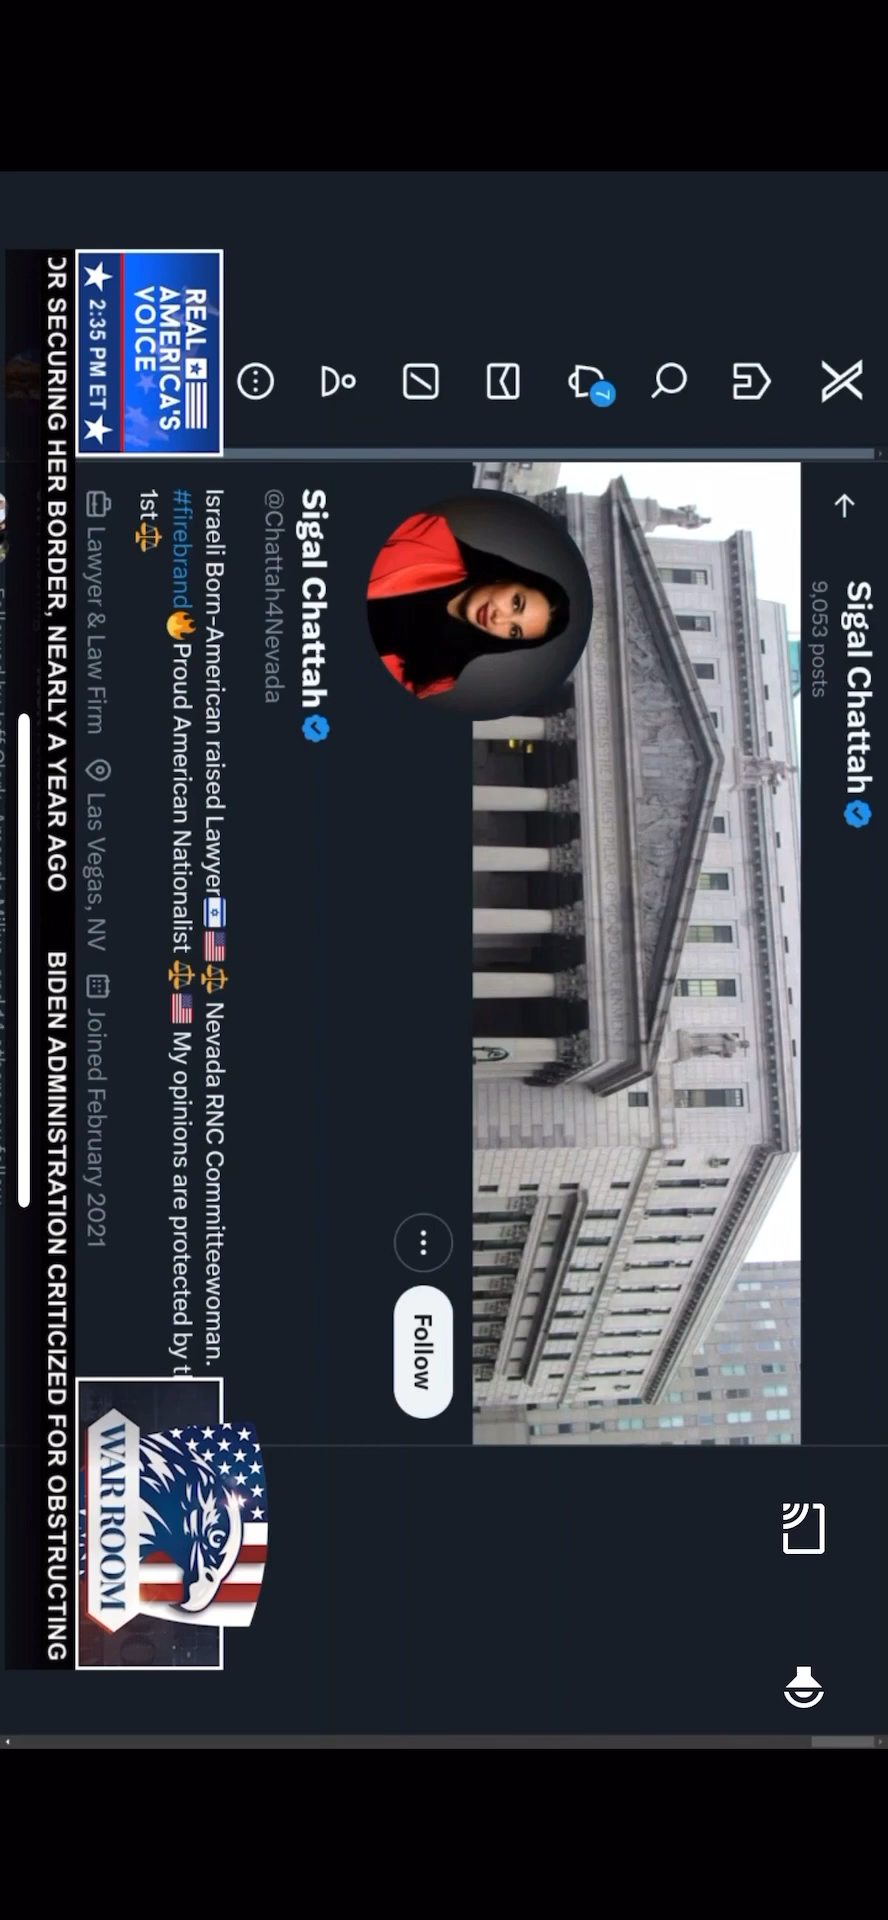 Sigal Chattah
9,053 posts
7
Follow
Sigal Chattah
@Chattah4Nevada
Israeli Born-American raised Lawyer🇮🇱🇺🇸⚖️ Nevada RNC Committeewoman.
#firebrand🔥Proud American Nationalist ⚖️🇺🇸 My opinions are protected by
1st⚖️
Lawyer & Law Firm Las Vegas, NV Joined February 2021
REAL
AMERICA'S
VOICE
2:35 PM ET
WAR ROOM
OR SECURING HER BORDER, NEARLY A YEAR AGO BIDEN ADMINISTRATION CRITICIZED FOR OBSTRUCTING